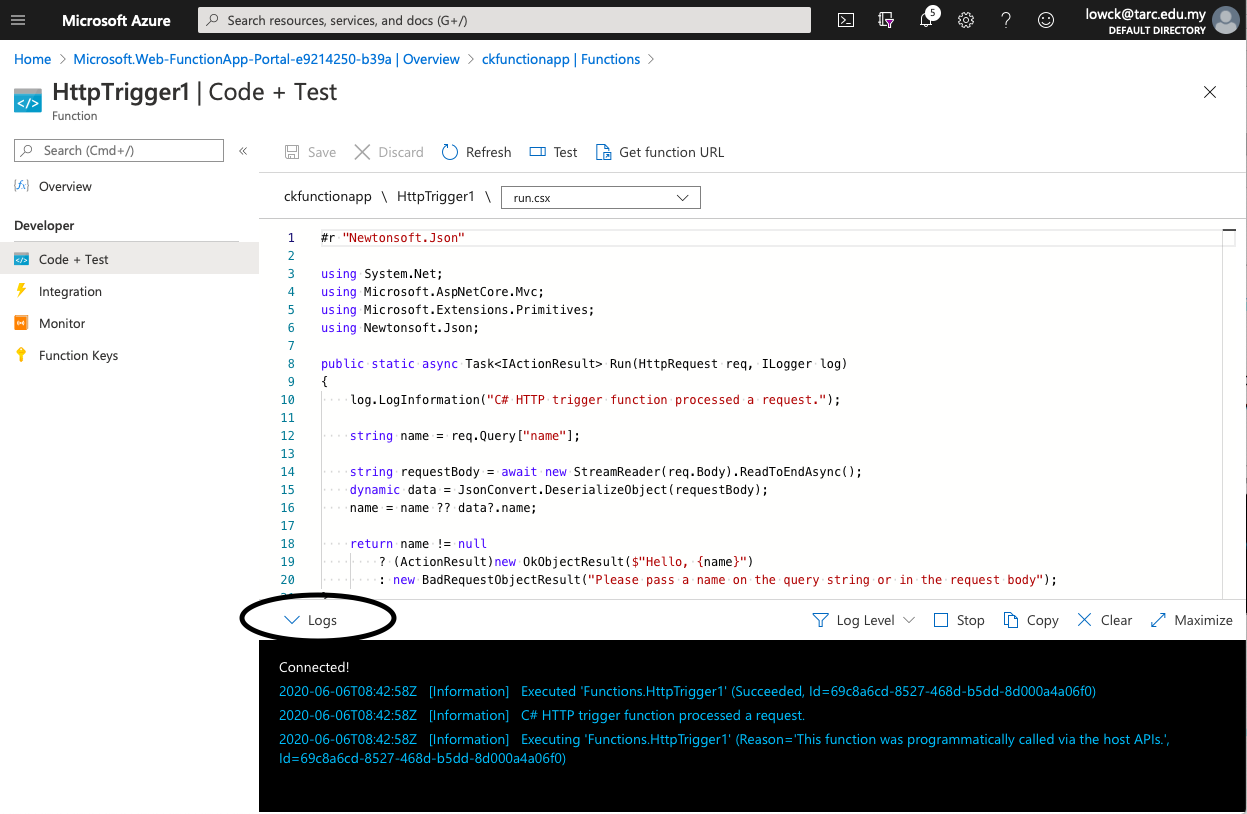 Microsoft Azure
Search resources, services, and docs (G+/)
5
lowck@tarc.edu.my
DEFAULT DIRECTORY
Home > Microsoft.Web-FunctionApp-Portal-e9214250-b39a | Overview > ckfunctionapp | Functions >
HttpTrigger1 | Code + Test
Function
Search (Cmd+/)
«
Save Discard Refresh Test Get function URL
Overview
Developer
Code + Test
Integration
Monitor
Function Keys
ckfunctionapp \ HttpTrigger1 \ run.csx
1 #r "Newtonsoft.Json"
2
3 using System.Net;
4 using Microsoft.AspNetCore.Mvc;
5 using Microsoft.Extensions.Primitives;
6 using Newtonsoft.Json;
7
8 public static async Task<IActionResult> Run(HttpRequest req, ILogger log)
9 {
10 log.LogInformation("C# HTTP trigger function processed a request.");
11
12 string name = req.Query["name"];
13
14 string requestBody = await new StreamReader(req.Body).ReadToEndAsync();
15 dynamic data = JsonConvert.DeserializeObject(requestBody);
16 name = name ?? data?.name;
17
18 return name != null
19 ? (ActionResult)new OkObjectResult($"Hello, {name}")
20 : new BadRequestObjectResult("Please pass a name on the query string or in the request body");
Logs
Log Level Stop Copy Clear Maximize
Connected!
2020-06-06T08:42:58Z [Information] Executed 'Functions.HttpTrigger1' (Succeeded, Id=69c8a6cd-8527-468d-b5dd-8d000a4a06f0)
2020-06-06T08:42:58Z [Information] C# HTTP trigger function processed a request.
2020-06-06T08:42:58Z [Information] Executing 'Functions.HttpTrigger1' (Reason='This function was programmatically called via the host APIs.',
Id=69c8a6cd-8527-468d-b5dd-8d000a4a06f0)